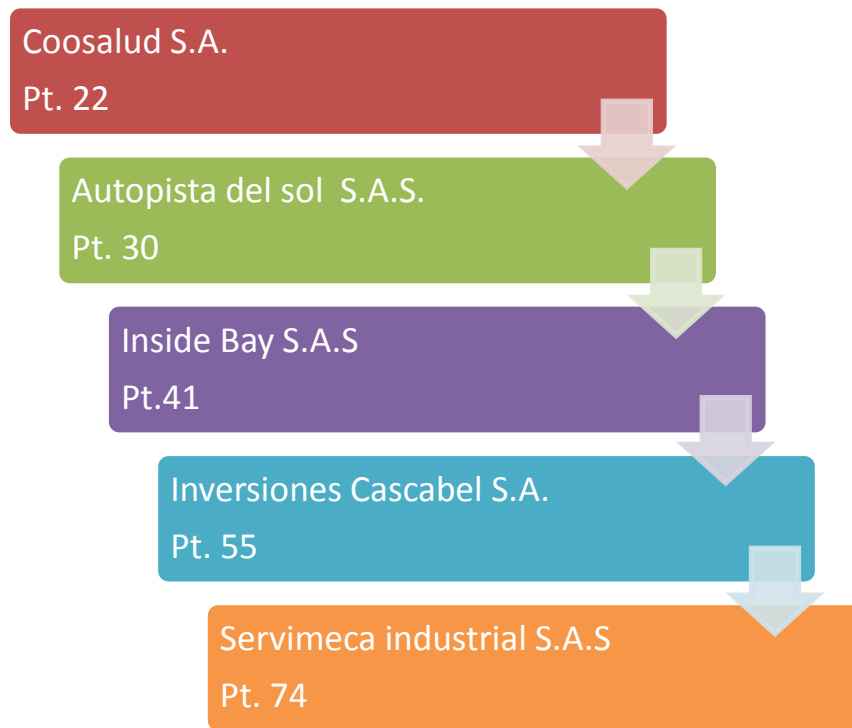 Coosalud S.A.
Pt. 22
Autopista del sol  S.A.S.
Pt. 30
Inside Bay S.A.S
Pt.41
Inversiones Cascabel S.A.
Pt. 55
Servimeca industrial S.A.S
Pt. 74